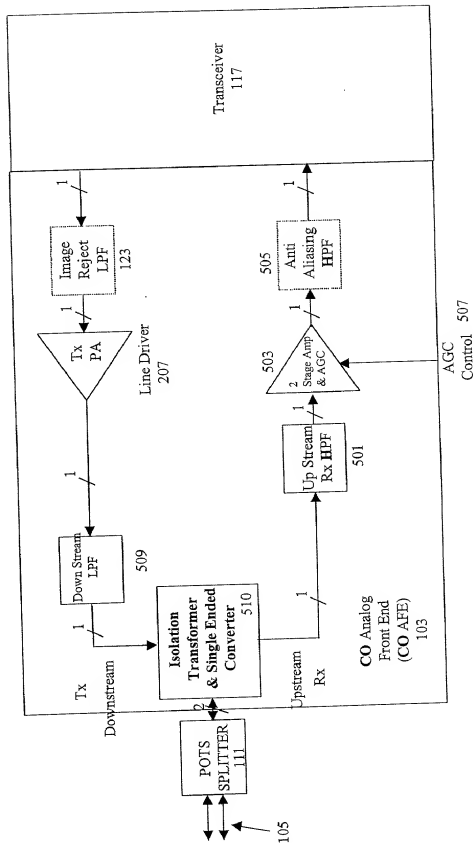 Transceiver
117
1
Image
Reject
LPF
123
1
Tx
PA
Line Driver
207
1
Down Stream
LPF
509
1
Tx
Downstream
Isolation
Transformer
& Single Ended
Converter
510
2
POTS
SPLITTER
111
105
Upstream
Rx
1
Up Stream
Rx HPF
501
1
503
2
Stage Amp
& AGC
1
505
Anti
Aliasing
HPF
1
AGC
Control 507
CO Analog
Front End
(CO AFE)
103